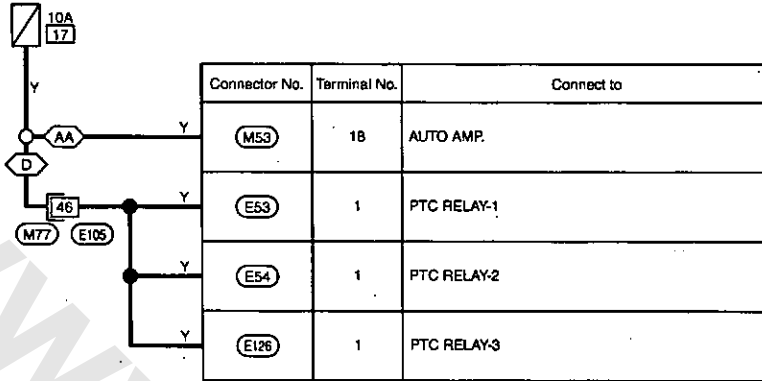 10A
17
Y
Connector No. Terminal No. Connect to
AA Y M53 18 AUTO AMP.
D
46 Y E53 1 PTC RELAY-1
M77 E105
Y E54 1 PTC RELAY-2
Y E126 1 PTC RELAY-3